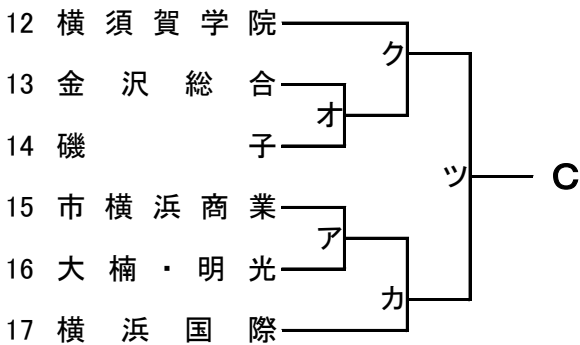 12 横須賀学院
ク
13 金沢総合
オ
14 磯子
ツ C
15 市横浜商業
ア
16 大楠・明光
カ
17 横浜国際